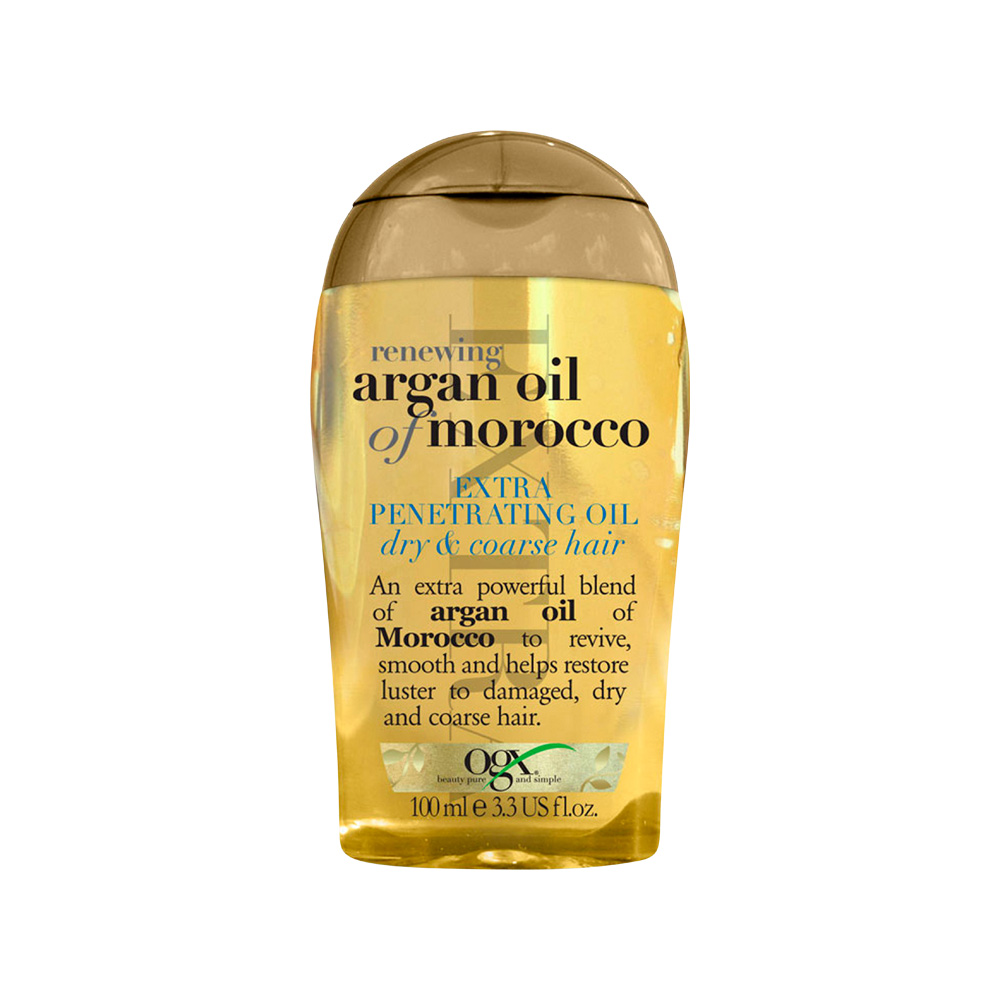 renewing
argan oil
of morocco
EXTRA
PENETRATING OIL
dry & coarse hair
EXTRA
An extra powerful blend
of argan oil of
Morocco to revive,
smooth and helps restore
luster to damaged, dry
and coarse hair.
ogx®
beauty pure and simple
100 ml e 3.3 US fl.oz.